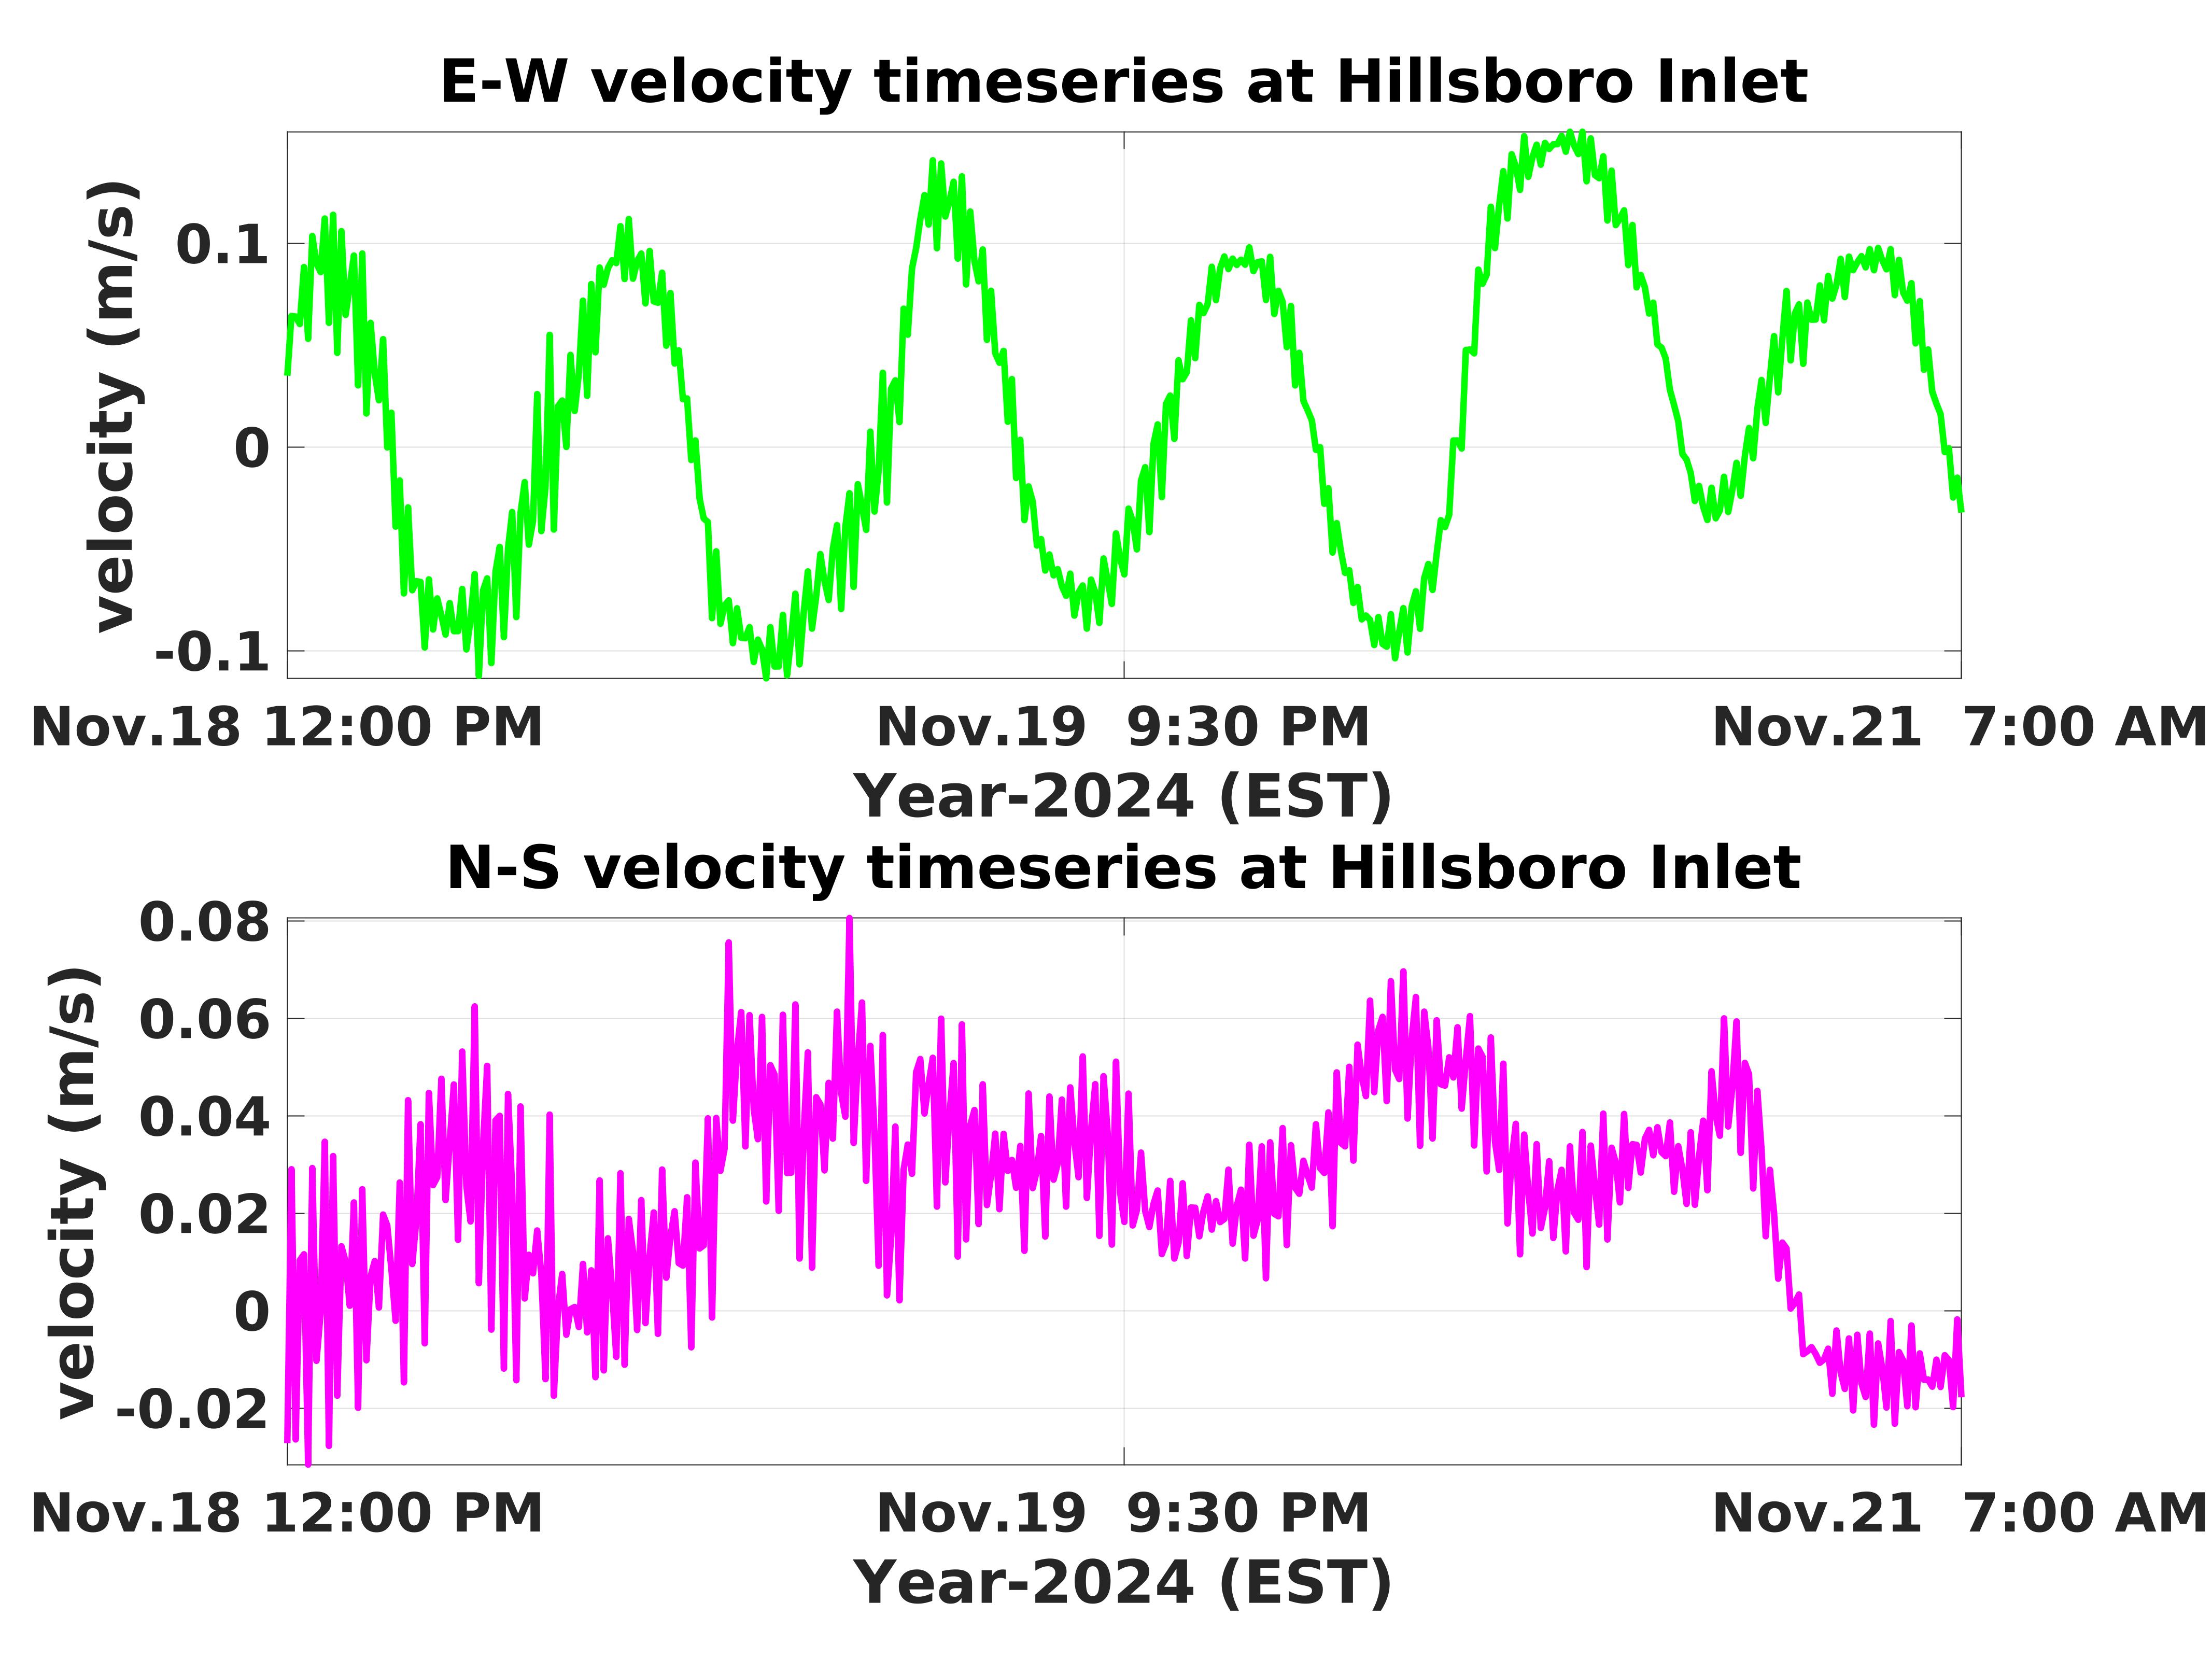 E-W velocity timeseries at Hillsboro Inlet
velocity (m/s)
0.1
0
-0.1
Nov.18 12:00 PM
Nov.19  9:30 PM
Nov.21  7:00 AM
Year-2024 (EST)
N-S velocity timeseries at Hillsboro Inlet
velocity (m/s)
0.08
0.06
0.04
0.02
0
-0.02
Nov.18 12:00 PM
Nov.19  9:30 PM
Nov.21  7:00 AM
Year-2024 (EST)